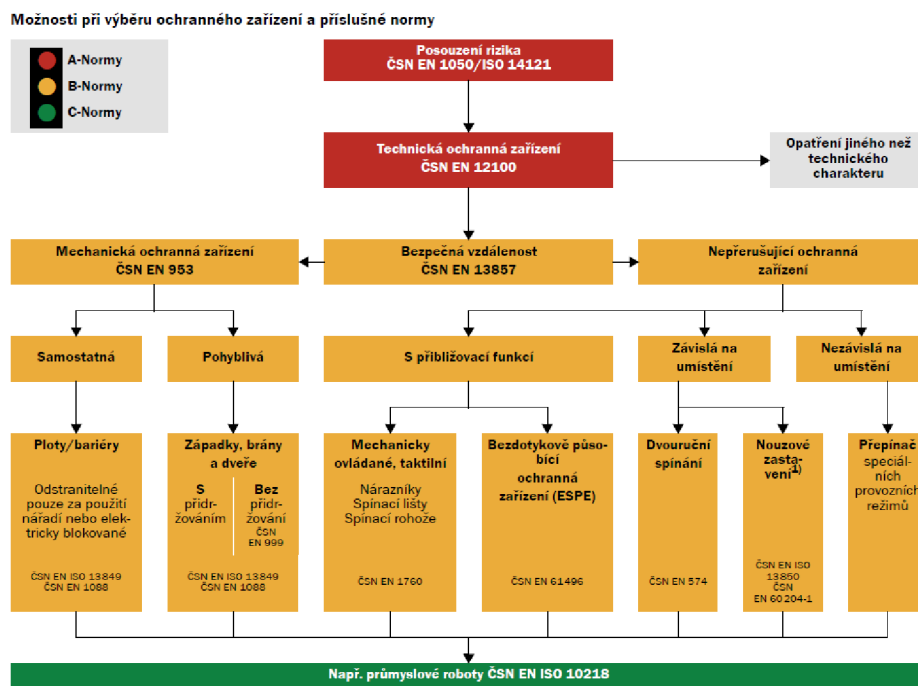 Možnosti při výběru ochranného zařízení a příslušné normy
A-Normy
B-Normy
C-Normy
Posouzení rizika
ČSN EN 1050/ISO 14121
Technická ochranná zařízení
ČSN EN 12100
Opatření jiného než
technického
charakteru
Mechanická ochranná zařízení
ČSN EN 953
Bezpečná vzdálenost
ČSN EN 13857
Nepřerušující ochranná
zařízení
Samostatná
Pohyblivá
S přibližovací funkcí
Závislá na
umístění
Nezávislá na
umístění
Ploty/bariéry
Odstranitelné
pouze za použití
nářadí nebo elek-
tricky blokované
ČSN EN ISO 13849
ČSN EN 1088
Západky, brány
a dveře
S
přidr-
žováním
Bez
přidr-
žování
ČSN
EN 999
ČSN EN ISO 13849
ČSN EN 1088
Mechanicky
ovládané, taktilní
Nárazníky
Spínací lišty
Spínací rohože
ČSN EN 1760
Bezdotykově půso-
bící
ochranná
zařízení (ESPE)
ČSN EN 61496
Dvouruční
spínání
ČSN EN 574
Nouzové
zasta-
vení1)
ČSN EN ISO
13850
ČSN
EN 60204-1
Přepínač
speciál-
ních
provozních
režimů
Např. průmyslové roboty ČSN EN ISO 10218